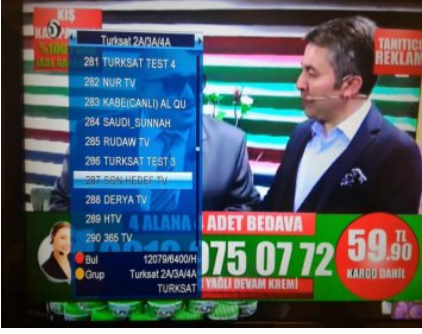 KIŞ
TANITICI
REKLAM
Turksat 2A/3A/4A
281 TURKSAT TEST 4
282 NUR TV
283 KABE(CANLI) AL QU
284 SAUDI_SUNNAH
285 RUDAW TV
286 TURKSAT TEST 3
287 SON HEDEF TV
288 DERYA TV
289 HTV
290 365 TV
Bul 12079/6400/H
Grup Turksat 2A/3A/4A
TURKSAT
4 ALANA ADET BEDAVA
075 07 72
YAĞLI DEVAM KREMİ
59.90 TL
KARGO DAHİL